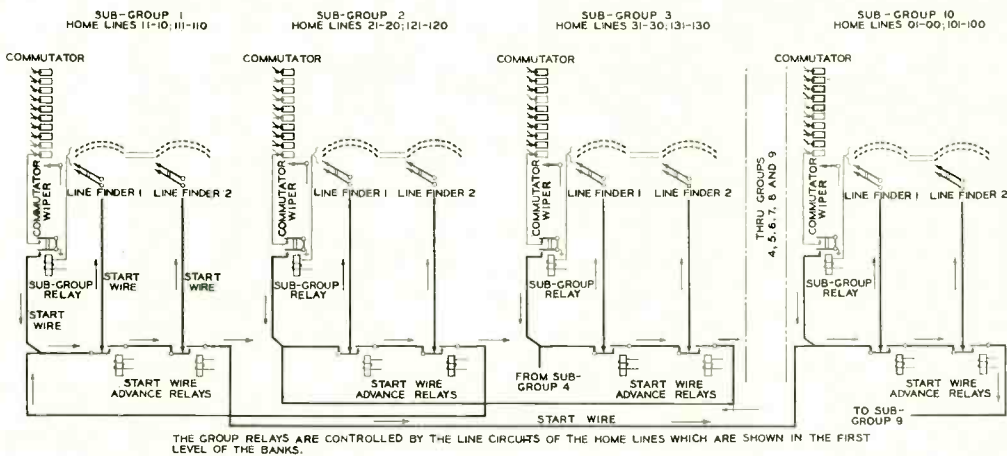 SUB-GROUP 1
HOME LINES 11-10; 111-110
SUB-GROUP 2
HOME LINES 21-20; 121-120
SUB-GROUP 3
HOME LINES 31-30; 131-130
SUB-GROUP 10
HOME LINES 01-00; 101-100
COMMUTATOR
COMMUTATOR
COMMUTATOR
COMMUTATOR
COMMUTATOR
WIPER
LINE FINDER 1
LINE FINDER 2
COMMUTATOR
WIPER
LINE FINDER 1
LINE FINDER 2
COMMUTATOR
WIPER
LINE FINDER 1
LINE FINDER 2
THRU GROUPS
4, 5, 6, 7, 8 AND 9
COMMUTATOR
WIPER
LINE FINDER 1
LINE FINDER 2
SUB-GROUP
RELAY
START
WIRE
START
WIRE
START
WIRE
SUB-GROUP
RELAY
SUB-GROUP
RELAY
SUB-GROUP
RELAY
START WIRE
ADVANCE RELAYS
START WIRE
ADVANCE RELAYS
FROM SUB-
GROUP 4
START WIRE
ADVANCE RELAYS
START WIRE
ADVANCE RELAYS
START WIRE
TO SUB-
GROUP 9
THE GROUP RELAYS ARE CONTROLLED BY THE LINE CIRCUITS OF THE HOME LINES WHICH ARE SHOWN IN THE FIRST
LEVEL OF THE BANKS.